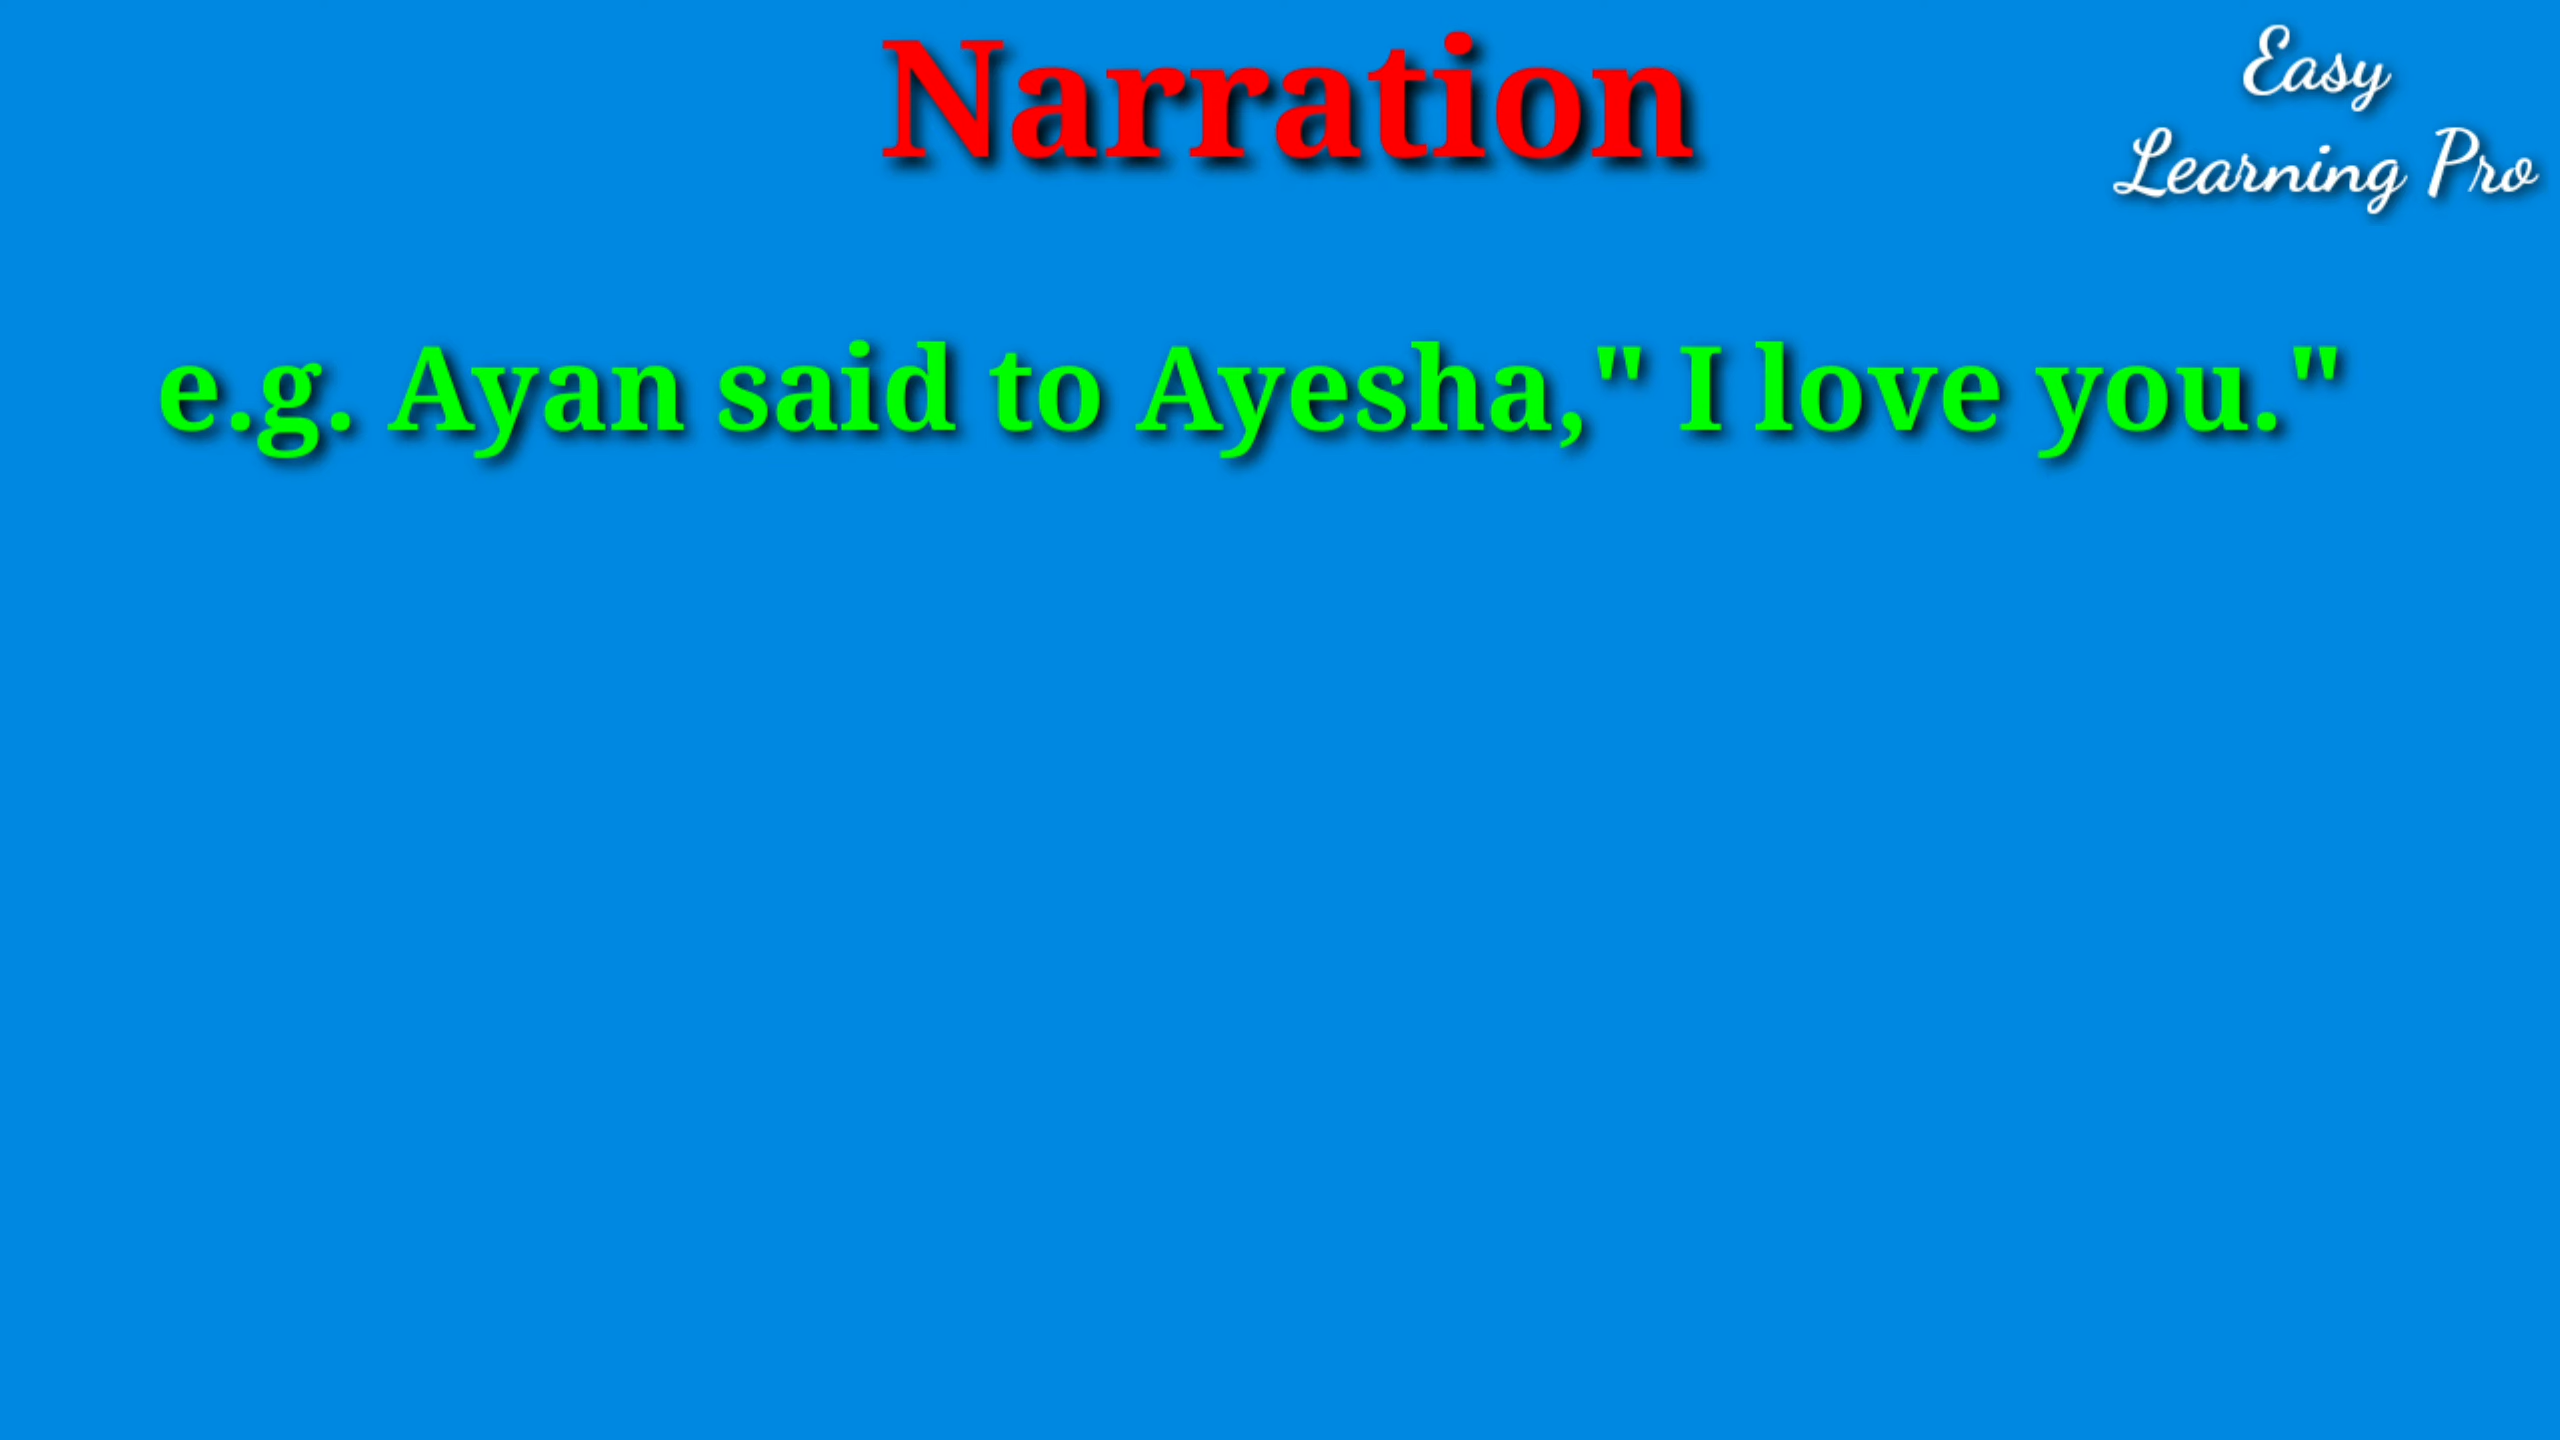 Narration
Easy
Learning Pro
e.g. Ayan said to Ayesha," I love you."